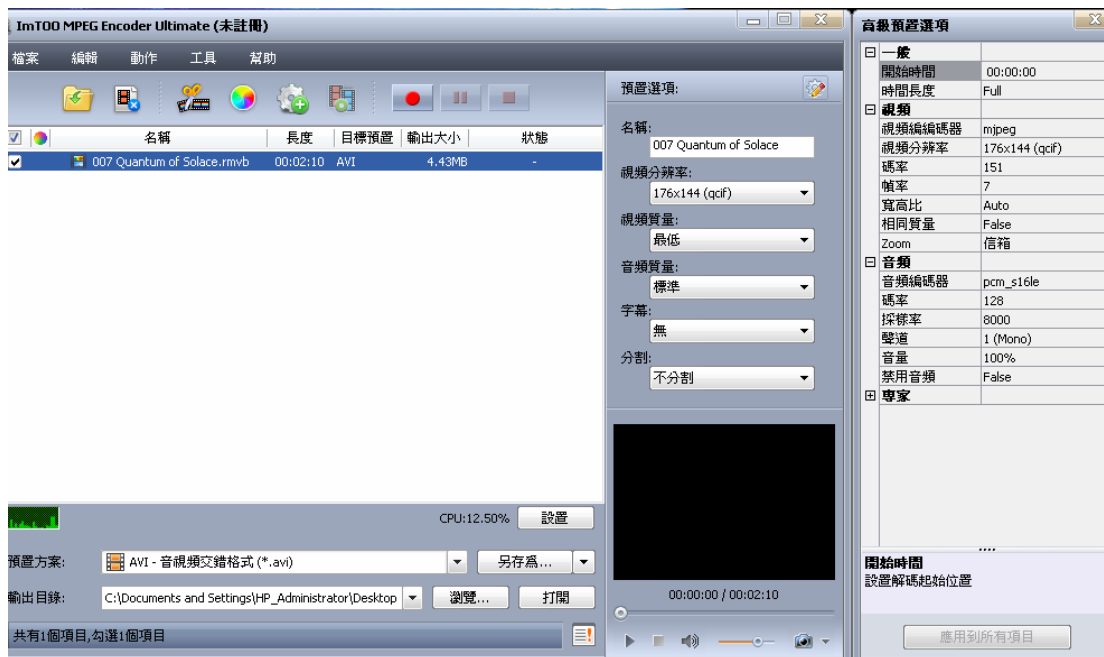 ImTOO MPEG Encoder Ultimate (未註冊)
檔案 編輯 動作 工具 幫助
名稱 長度 目標預置 輸出大小 狀態
007 Quantum of Solace.rmvb 00:02:10 AVI 4.43MB -
CPU:12.50% 設置
預置方案: AVI - 音視頻交錯格式 (*.avi) 另存爲...
輸出目錄: C:\Documents and Settings\HP_Administrator\Desktop 瀏覽... 打開
共有1個項目,勾選1個項目
預置選項:
名稱:
007 Quantum of Solace
視頻分辨率:
176x144 (qcif)
視頻質量:
最低
音頻質量:
標準
字幕:
無
分割:
不分割
00:00:00 / 00:02:10
高級預置選項
一般
開始時間 00:00:00
時間長度 Full
視頻
視頻編編碼器 mjpeg
視頻分辨率 176x144 (qcif)
碼率 151
幀率 7
寬高比 Auto
相同質量 False
Zoom 信箱
音頻
音頻編碼器 pcm_s16le
碼率 128
採樣率 8000
聲道 1 (Mono)
音量 100%
禁用音頻 False
專家
開始時間
設置解碼起始位置
應用到所有項目